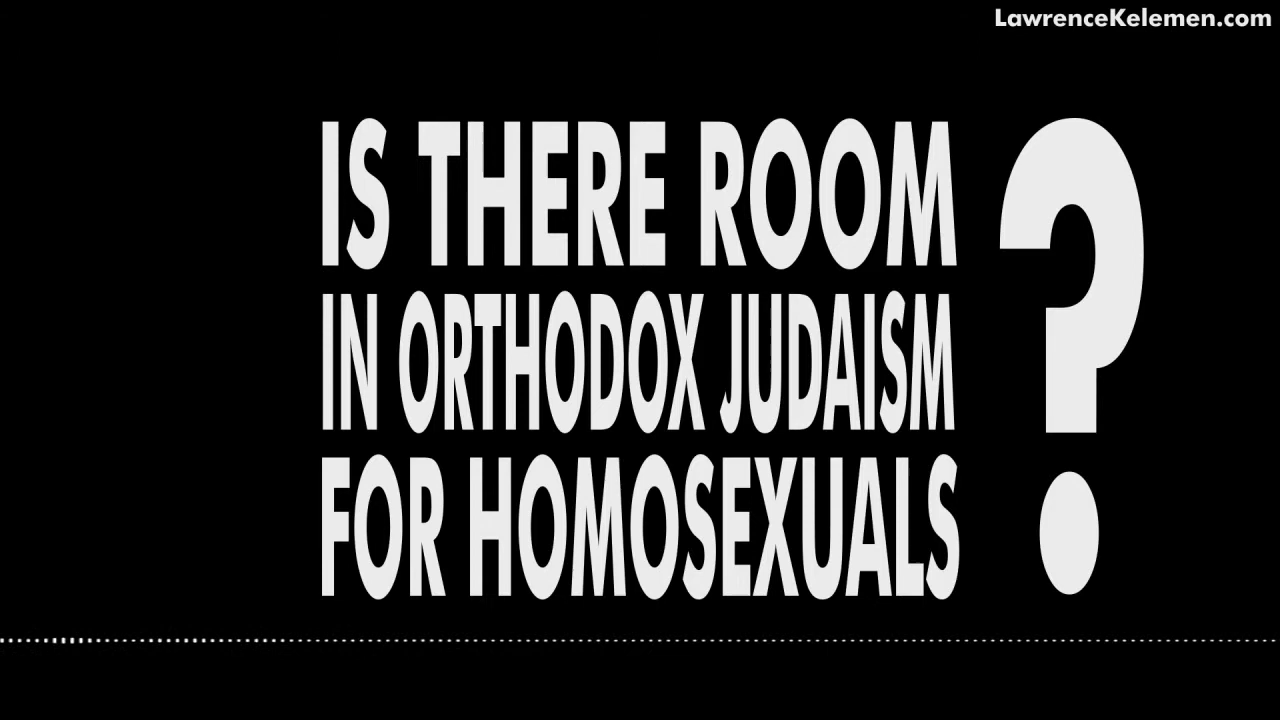 LawrenceKelemen.com
IS THERE ROOM
IN ORTHODOX JUDAISM
FOR HOMOSEXUALS?